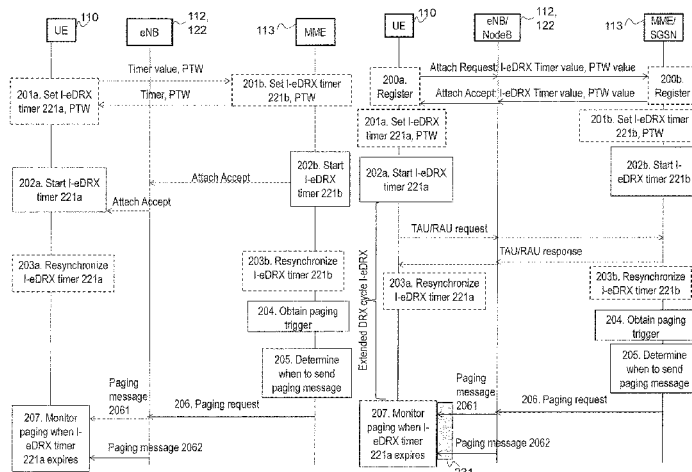 UE
110
eNB
112,
122
113
MME
Timer value, PTW
201a. Set I-eDRX
timer 221a, PTW
Timer, PTW
201b. Set I-eDRX timer
221b, PTW
202a. Start I-eDRX
timer 221a
Attach Accept
202b. Start
I-eDRX
timer 221b
Attach Accept
203a. Resynchronize
I-eDRX timer 221a
203b. Resynchronize
I-eDRX timer 221b
204. Obtain paging
trigger
205. Determine
when to send
paging message
Paging
message
2061
206. Paging request
207. Monitor
paging when I-
eDRX timer
221a expires
Paging message 2062
UE
110
eNB/
NodeB
112,
122
113
MME/
SGSN
200a.
Register
Attach Request: I-eDRX Timer value, PTW value
Attach Accept: I-eDRX Timer value, PTW value
200b.
Register
201a. Set I-eDRX
timer 221a, PTW
201b. Set I-eDRX timer
221b, PTW
202a. Start I-eDRX
timer 221a
202b. Start I-
eDRX
timer 221b
Extended DRX cycle I-eDRX
TAU/RAU request
TAU/RAU response
203a. Resynchronize
I-eDRX timer 221a
203b. Resynchronize
I-eDRX timer 221b
204. Obtain paging
trigger
205. Determine
when to send
paging message
Paging
message
2061
206. Paging request
207. Monitor
paging when I-
eDRX timer
221a expires
Paging message 2062
231